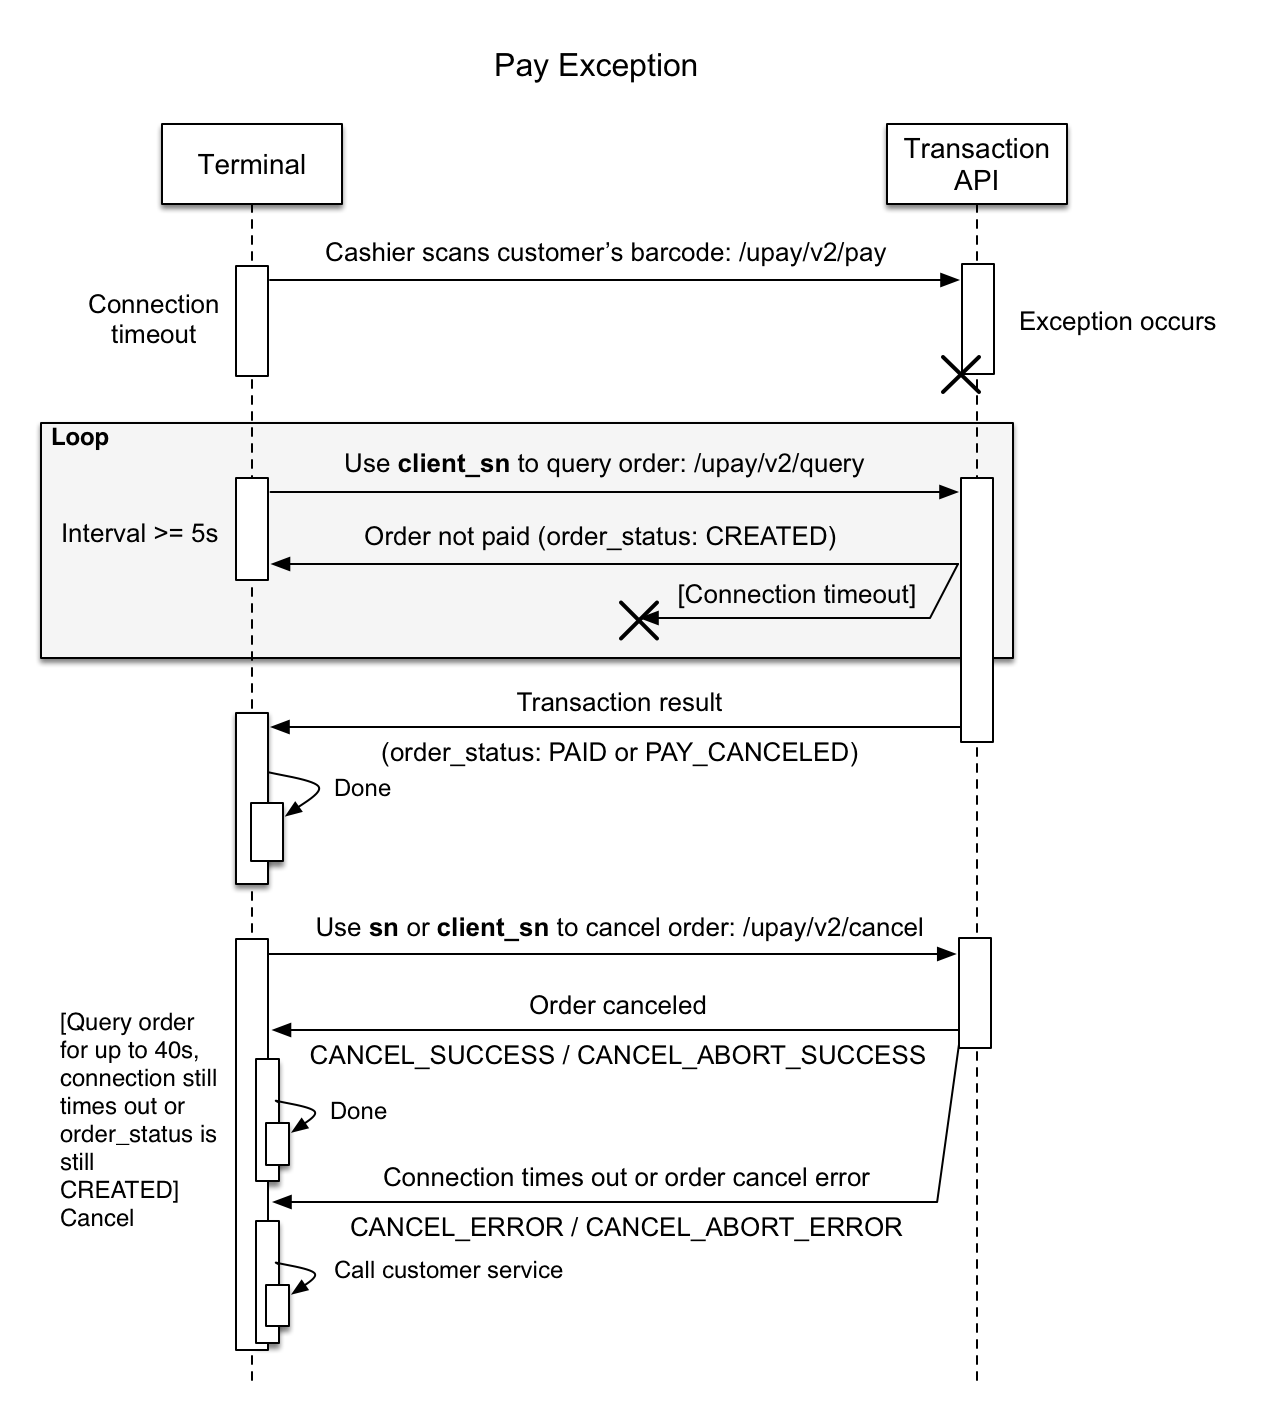 Pay Exception
Terminal
Transaction
API
Cashier scans customer’s barcode: /upay/v2/pay
Connection
timeout
Exception occurs
Loop
Use client_sn to query order: /upay/v2/query
Interval >= 5s
Order not paid (order_status: CREATED)
[Connection timeout]
Transaction result
(order_status: PAID or PAY_CANCELED)
Done
Use sn or client_sn to cancel order: /upay/v2/cancel
Order canceled
CANCEL_SUCCESS / CANCEL_ABORT_SUCCESS
[Query order
for up to 40s,
connection still
times out or
order_status is
still
CREATED]
Cancel
Done
Connection times out or order cancel error
CANCEL_ERROR / CANCEL_ABORT_ERROR
Call customer service